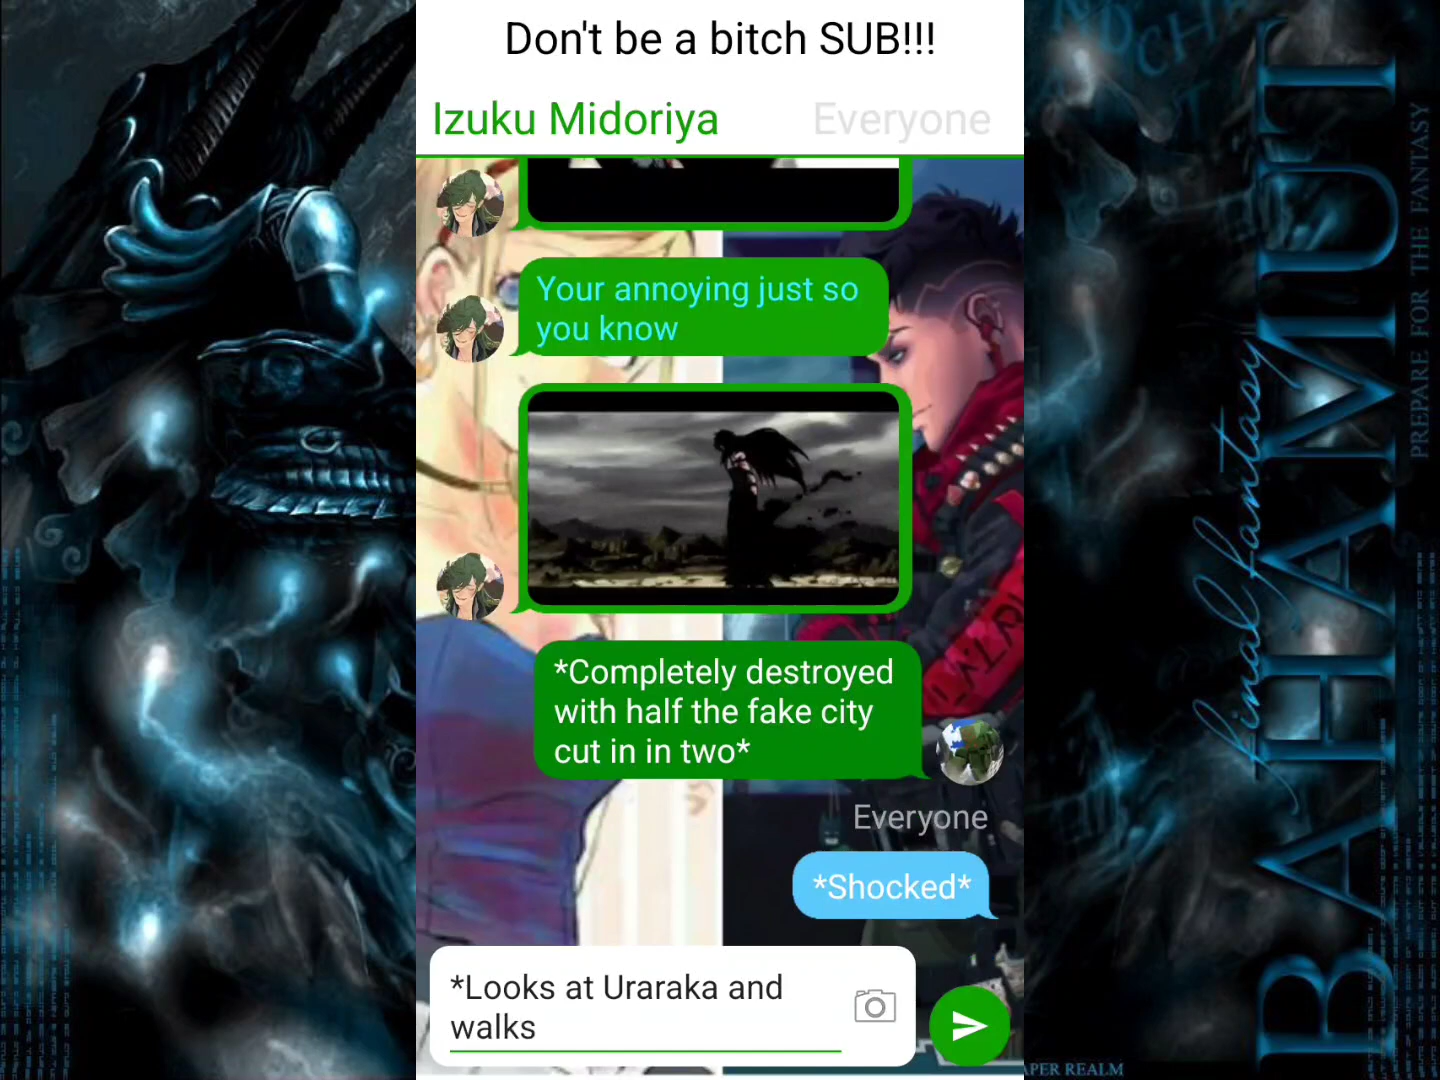 Don't be a bitch SUB!!!
Izuku Midoriya
Everyone
Your annoying just so
you know
*Completely destroyed
with half the fake city
cut in in two*
Everyone
*Shocked*
*Looks at Uraraka and
walks
final fantasy
BAHAMUT
PREPARE FOR THE FANTASY
APER REALM